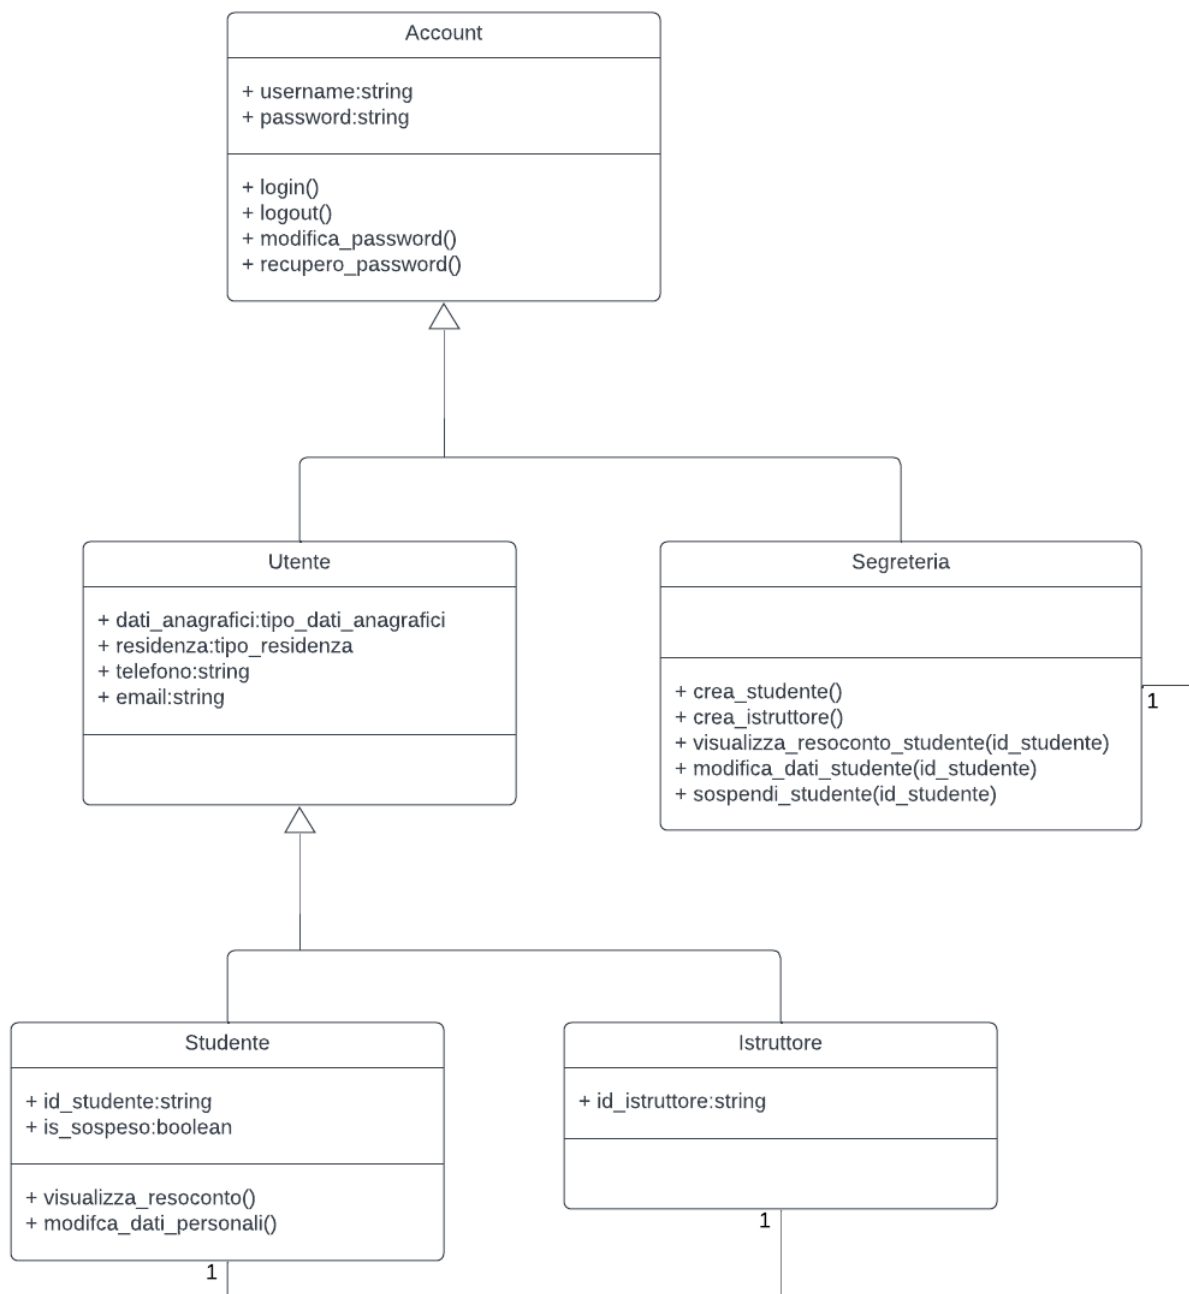 Account
+ username:string
+ password:string
+ login()
+ logout()
+ modifica_password()
+ recupero_password()
Utente
+ dati_anagrafici:tipo_dati_anagrafici
+ residenza:tipo_residenza
+ telefono:string
+ email:string
Segreteria
+ crea_studente()
+ crea_istruttore()
+ visualizza_resoconto_studente(id_studente)
+ modifica_dati_studente(id_studente)
+ sospendi_studente(id_studente)
1
Studente
+ id_studente:string
+ is_sospeso:boolean
+ visualizza_resoconto()
+ modifca_dati_personali()
1
Istruttore
+ id_istruttore:string
1